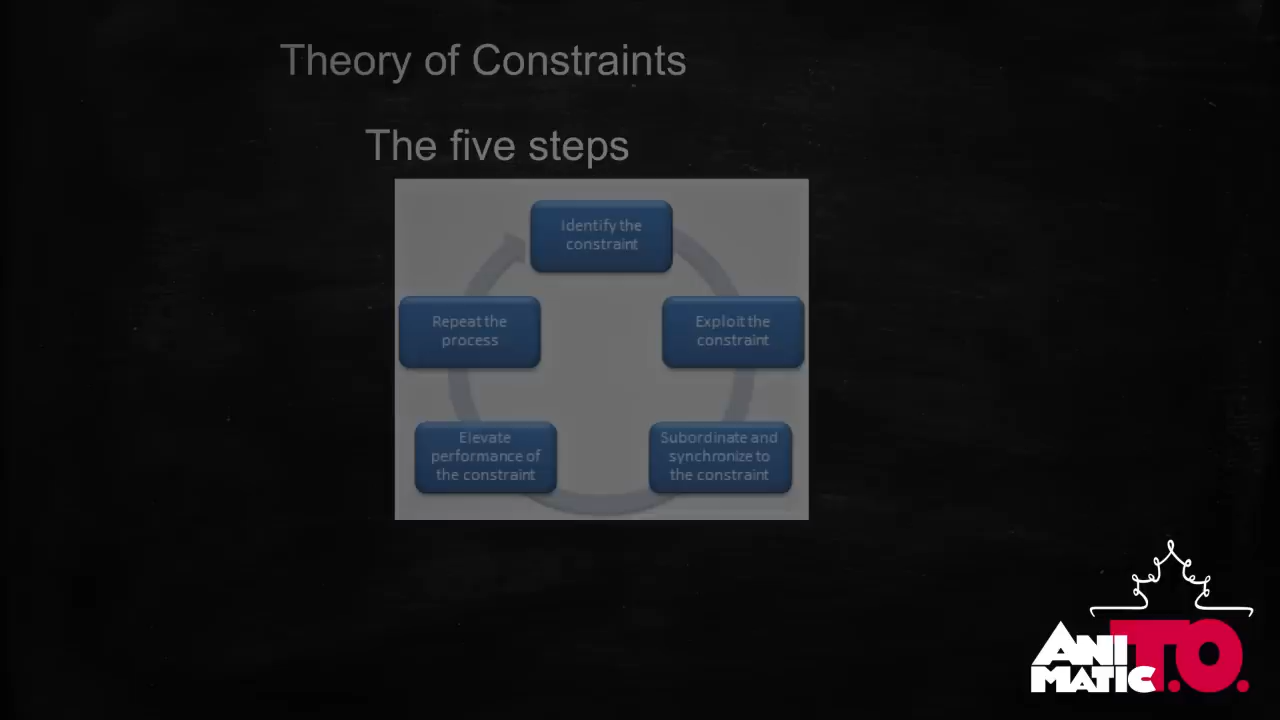 Theory of Constraints
The five steps
Identify the
constraint
Repeat the
process
Exploit the
constraint
Elevate
performance of
the constraint
Subordinate and
synchronize to
the constraint
ANI T.O.
MATIC